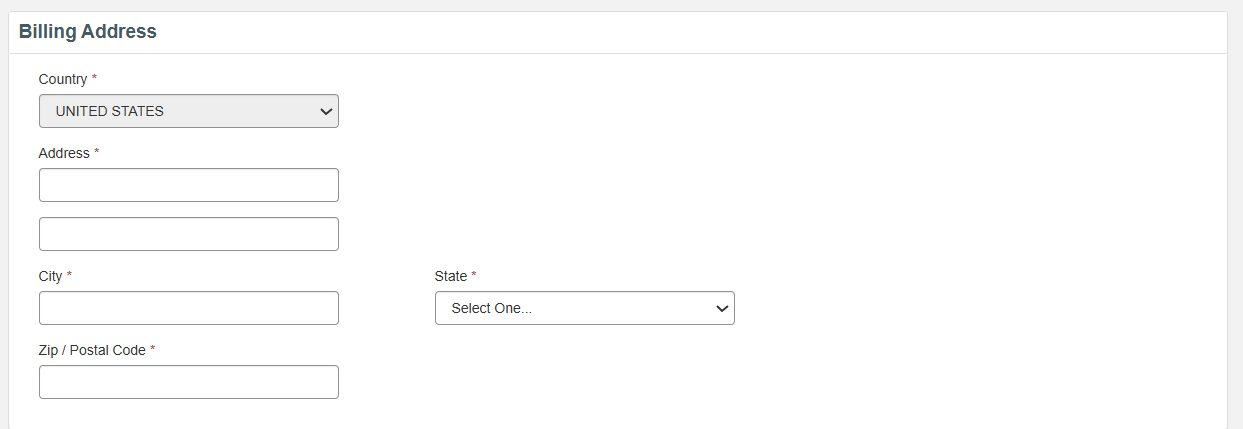 Billing Address
Country *
UNITED STATES
Address *
City *
State *
Select One...
Zip / Postal Code *